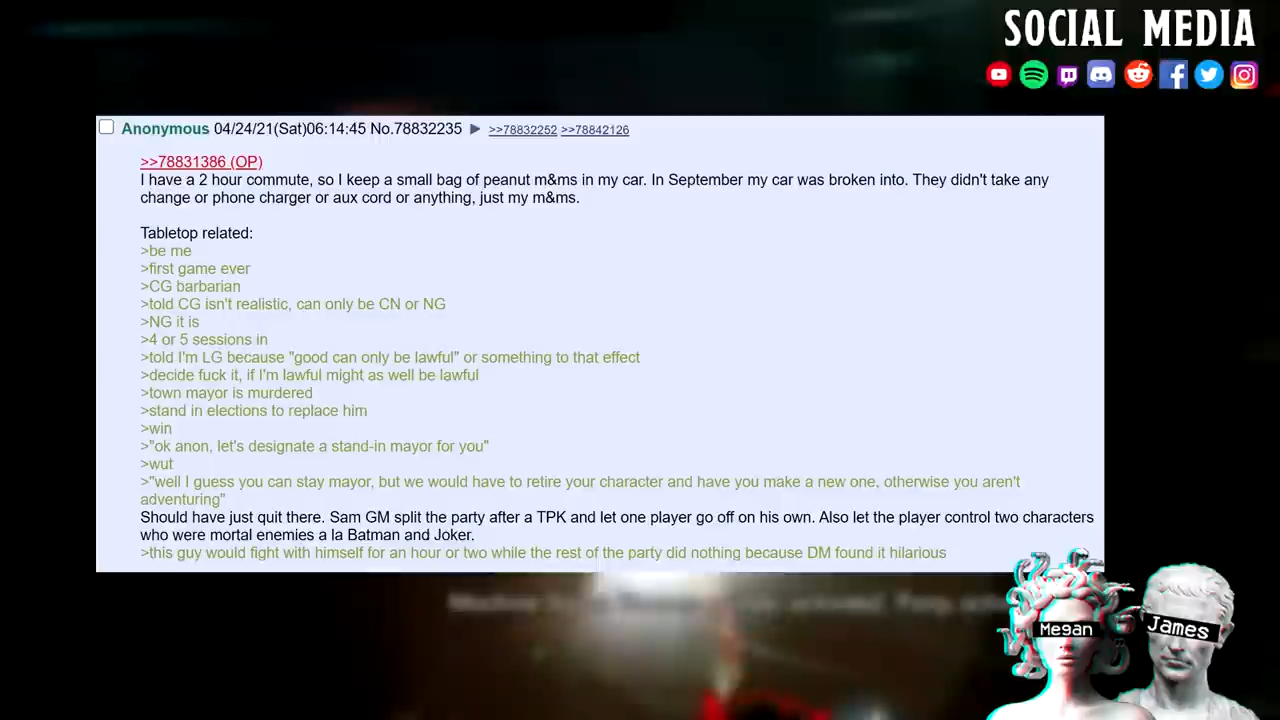 SOCIAL MEDIA
Anonymous 04/24/21(Sat)06:14:45 No.78832235 ▶ >>78832252 >>78842126
>>78831386 (OP)
I have a 2 hour commute, so I keep a small bag of peanut m&ms in my car. In September my car was broken into. They didn't take any
change or phone charger or aux cord or anything, just my m&ms.
Tabletop related:
>be me
>first game ever
>CG barbarian
>told CG isn't realistic, can only be CN or NG
>NG it is
>4 or 5 sessions in
>told I'm LG because "good can only be lawful" or something to that effect
>decide fuck it, if I'm lawful might as well be lawful
>town mayor is murdered
>stand in elections to replace him
>win
>"ok anon, let's designate a stand-in mayor for you"
>wut
>"well I guess you can stay mayor, but we would have to retire your character and have you make a new one, otherwise you aren't
adventuring"
Should have just quit there. Sam GM split the party after a TPK and let one player go off on his own. Also let the player control two characters
who were mortal enemies a la Batman and Joker.
>this guy would fight with himself for an hour or two while the rest of the party did nothing because DM found it hilarious
Megan
James